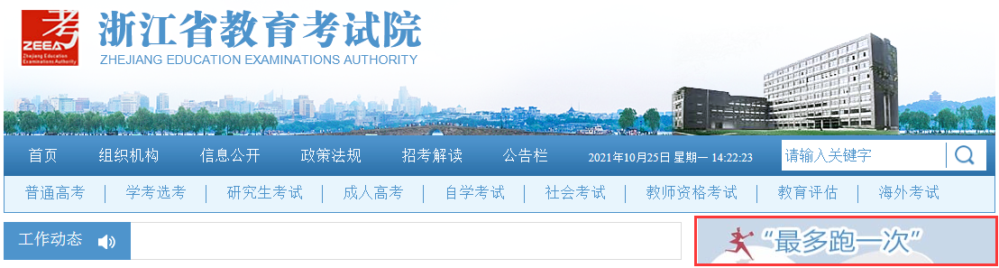 考
ZEEA
Zhejiang Education
Examinations Authority
浙江省教育考试院
ZHEJIANG EDUCATION EXAMINATIONS AUTHORITY
首页 组织机构 信息公开 政策法规 招考解读 公告栏 2021年10月25日 星期一 14:22:23 请输入关键字
普通高考 学考选考 研究生考试 成人高考 自学考试 社会考试 教师资格考试 教育评估 海外考试
工作动态 “最多跑一次”